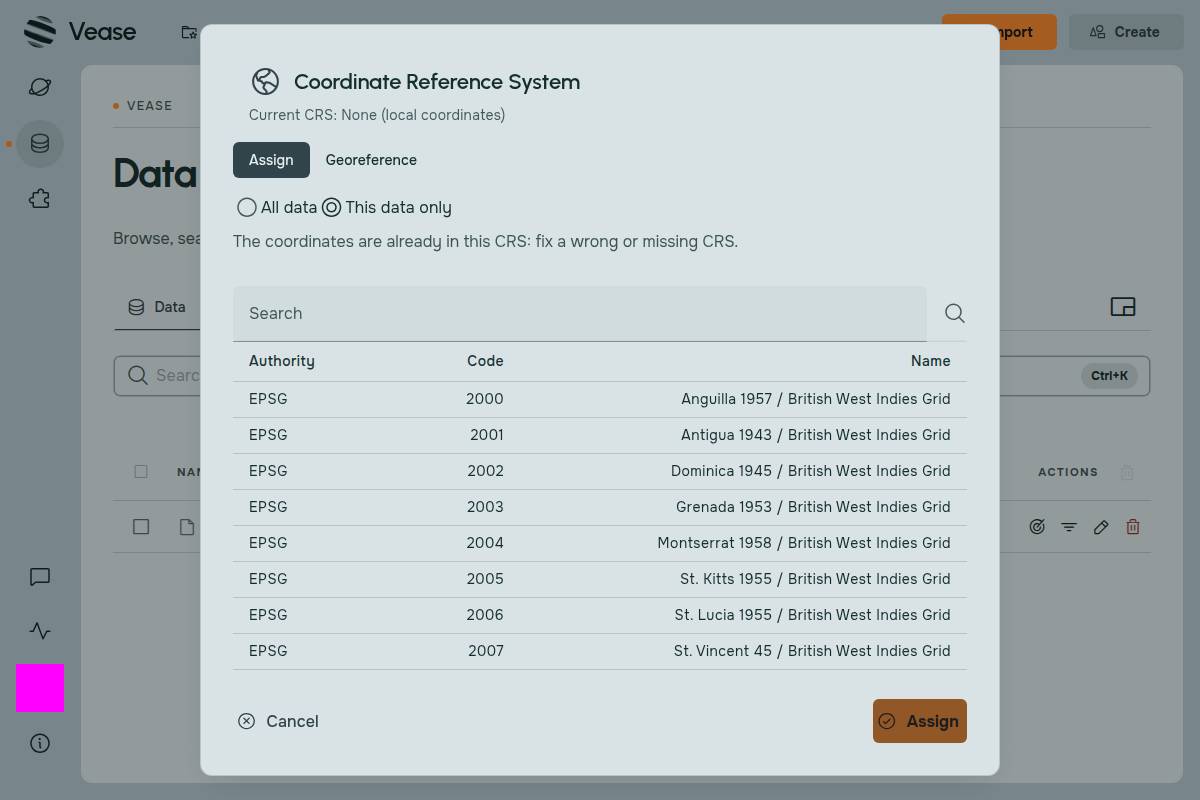 Vease
Import
Create
VEASE
Data
Browse, sea
Data
Searc
Ctrl+K
NAM
ACTIONS
Coordinate Reference System
Current CRS: None (local coordinates)
Assign
Georeference
All data
This data only
The coordinates are already in this CRS: fix a wrong or missing CRS.
Search
Authority Code Name
EPSG 2000 Anguilla 1957 / British West Indies Grid
EPSG 2001 Antigua 1943 / British West Indies Grid
EPSG 2002 Dominica 1945 / British West Indies Grid
EPSG 2003 Grenada 1953 / British West Indies Grid
EPSG 2004 Montserrat 1958 / British West Indies Grid
EPSG 2005 St. Kitts 1955 / British West Indies Grid
EPSG 2006 St. Lucia 1955 / British West Indies Grid
EPSG 2007 St. Vincent 45 / British West Indies Grid
Cancel
Assign